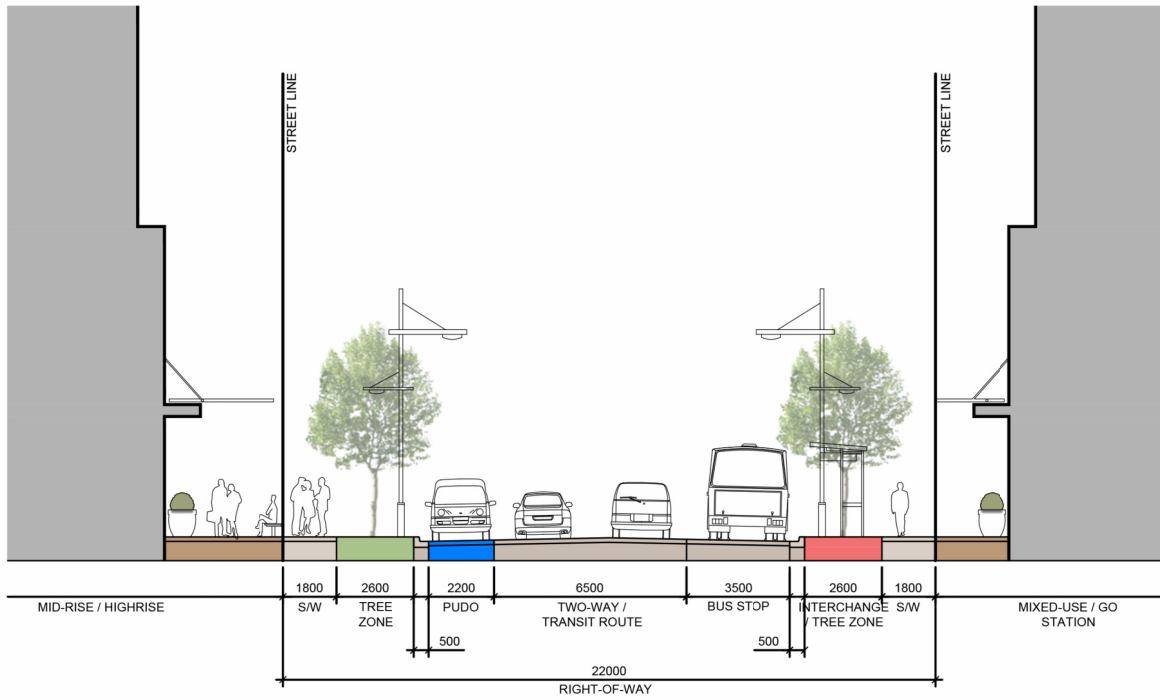 STREET LINE
STREET LINE
1800
2600
2200
6500
3500
2600
1800
MID-RISE / HIGHRISE
S/W
TREE
ZONE
PUDO
TWO-WAY /
TRANSIT ROUTE
BUS STOP
INTERCHANGE
/ TREE ZONE
S/W
MIXED-USE / GO
STATION
500
500
22000
RIGHT-OF-WAY